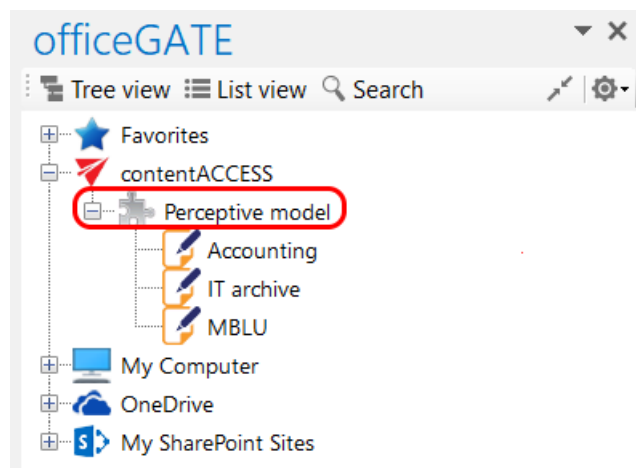 officeGATE
Tree view List view Search
Favorites
contentACCESS
Perceptive model
Accounting
IT archive
MBLU
My Computer
OneDrive
My SharePoint Sites